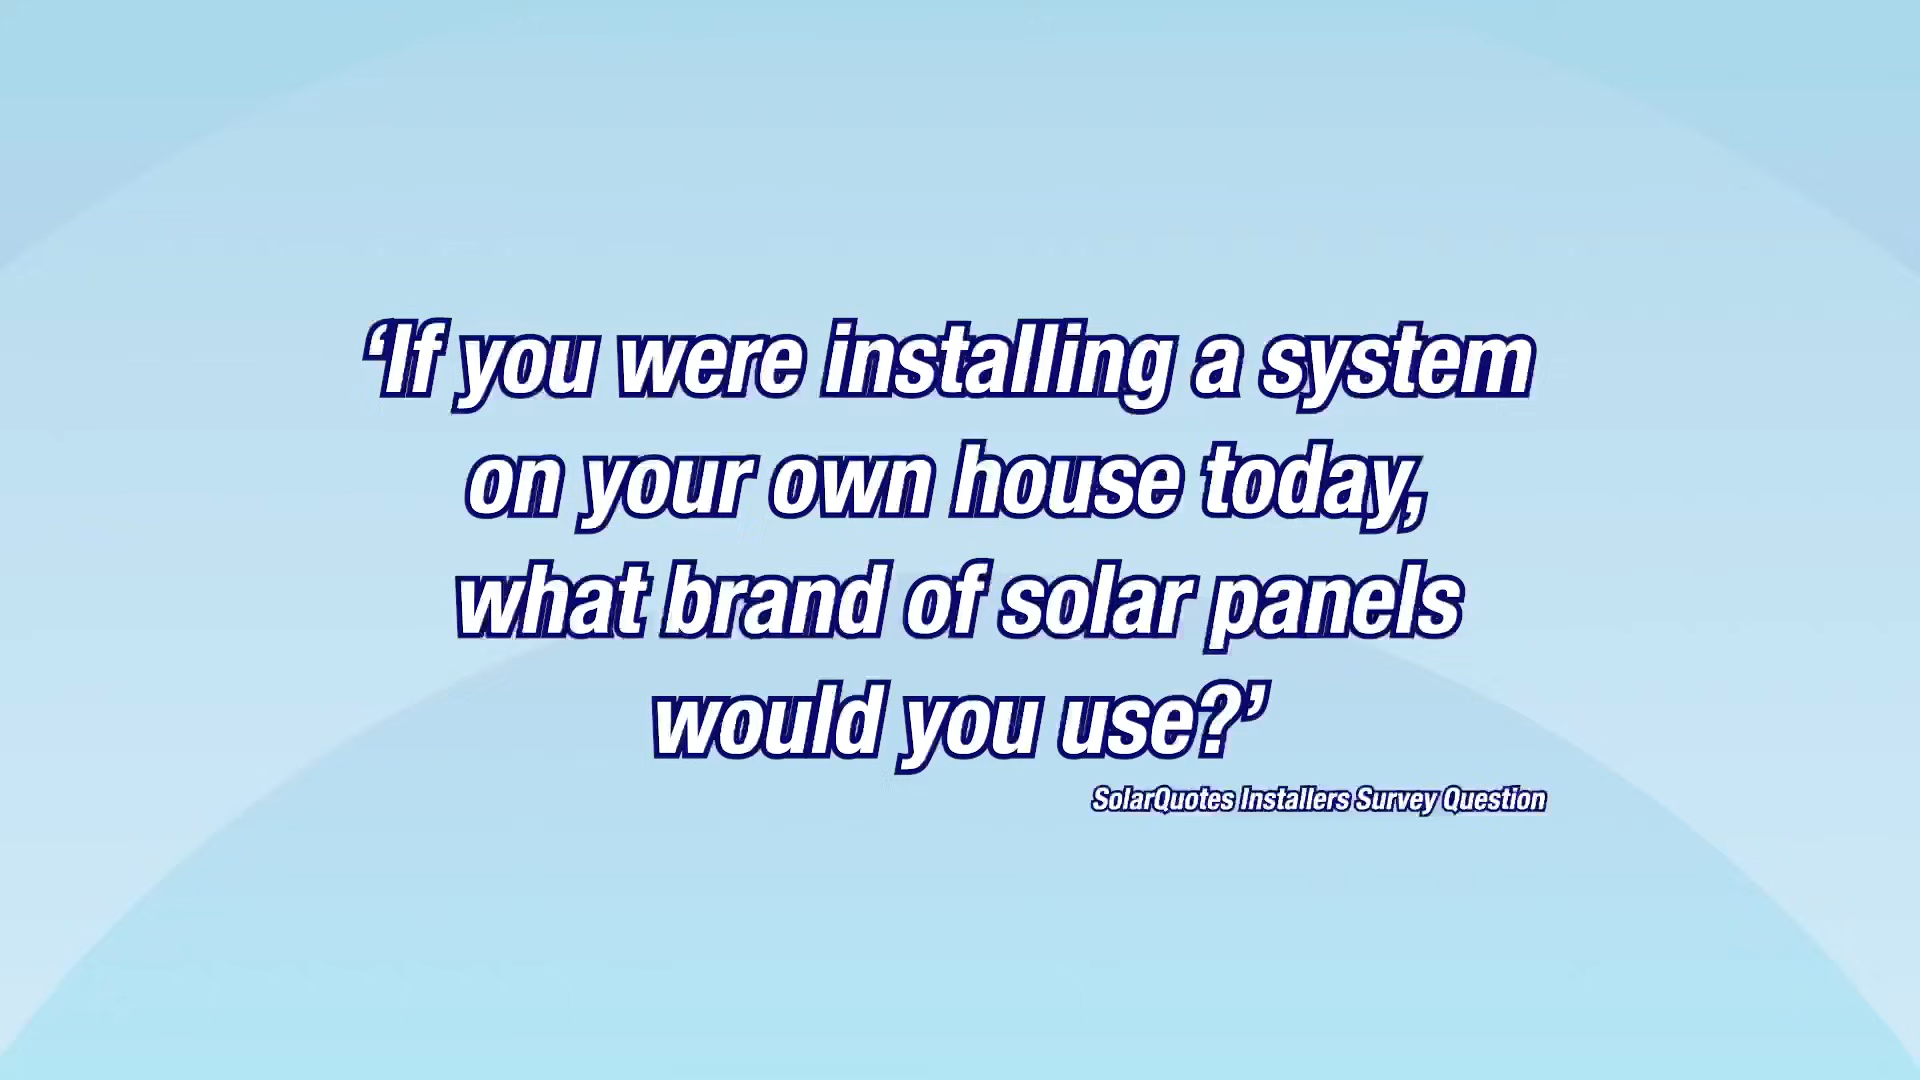 ‘If you were installing a system
on your own house today,
what brand of solar panels
would you use?’
SolarQuotes Installers Survey Question